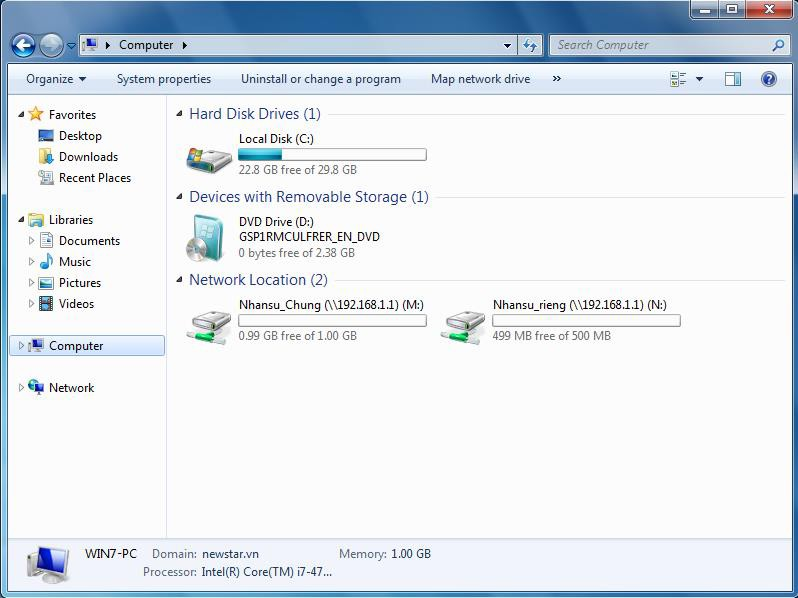 Computer
Search Computer
Organize System properties Uninstall or change a program Map network drive »
Favorites
Desktop
Downloads
Recent Places
Libraries
Documents
Music
Pictures
Videos
Computer
Network
Hard Disk Drives (1)
Local Disk (C:)
22.8 GB free of 29.8 GB
Devices with Removable Storage (1)
DVD Drive (D:)
GSP1RMCULFRER_EN_DVD
0 bytes free of 2.38 GB
Network Location (2)
Nhansu_Chung (\\192.168.1.1) (M:)
0.99 GB free of 1.00 GB
Nhansu_rieng (\\192.168.1.1) (N:)
499 MB free of 500 MB
WIN7-PC Domain: newstar.vn Memory: 1.00 GB
Processor: Intel(R) Core(TM) i7-47...